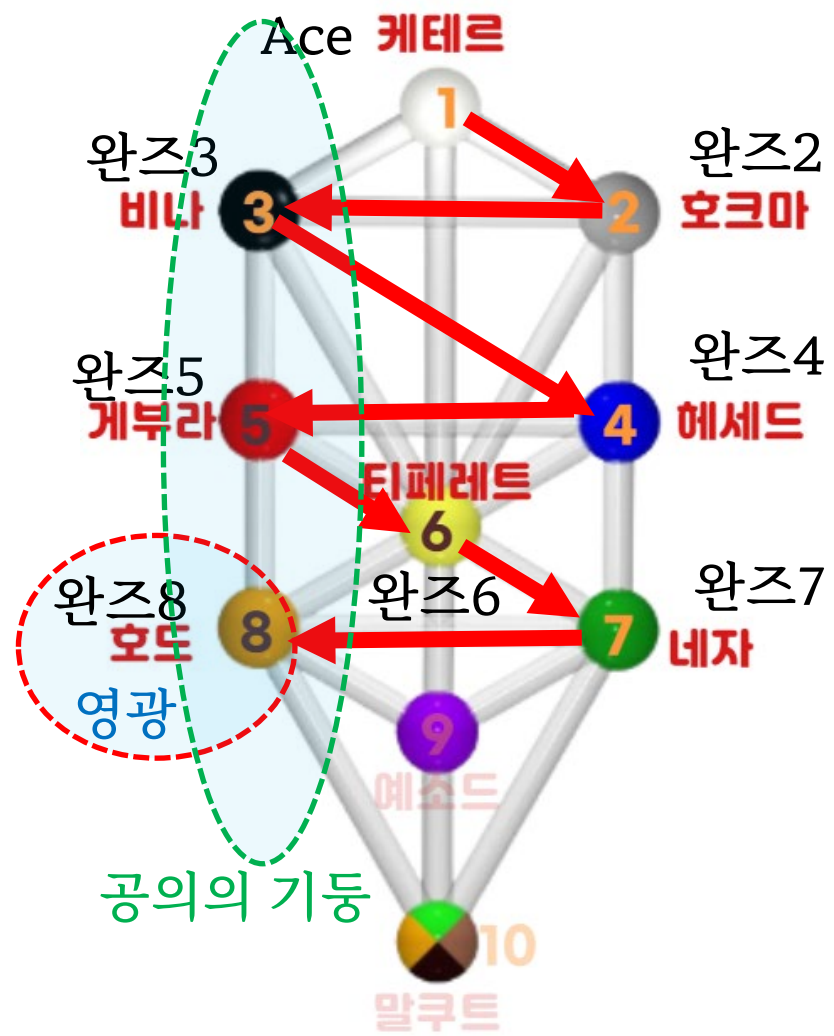 Ace 케테르
1
완즈3
비나
3
2
완즈2
호크마
완즈5
게부라
5
4
완즈4
헤세드
티페레트
6
완즈8
호드
8
영광
완즈6
7
완즈7
네자
9
예소드
공의의 기둥
10
말쿠트